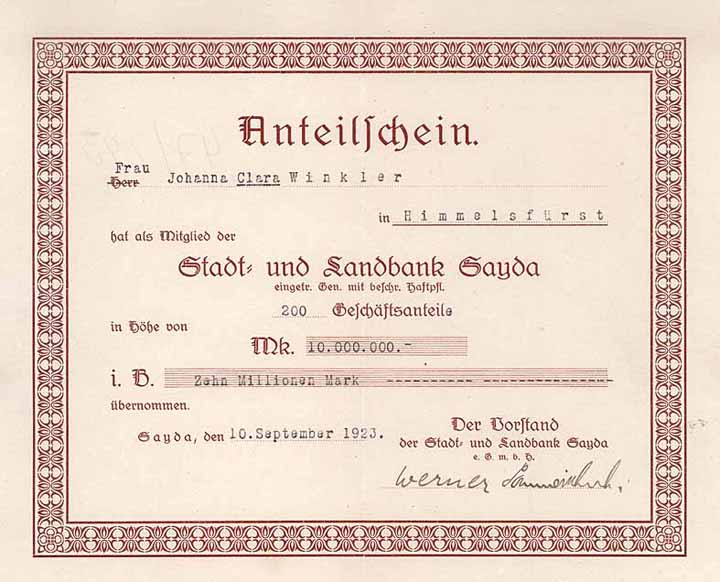 Anteilschein.
Frau
Herr Johanna Clara Winkler
in Himmelsfürst
hat als Mitglied der
Stadt- und Landbank Sayda
eingetr. Gen. mit beschr. Haftpfl.
200 Geschäftsanteile
in Höhe von
Mk. 10.000.000.-
i. B. Zehn Millionen Mark
übernommen.
Sayda, den 10.September 1923.
Der Vorstand
der Stadt- und Landbank Sayda
e. G. m. b. H.
Werner